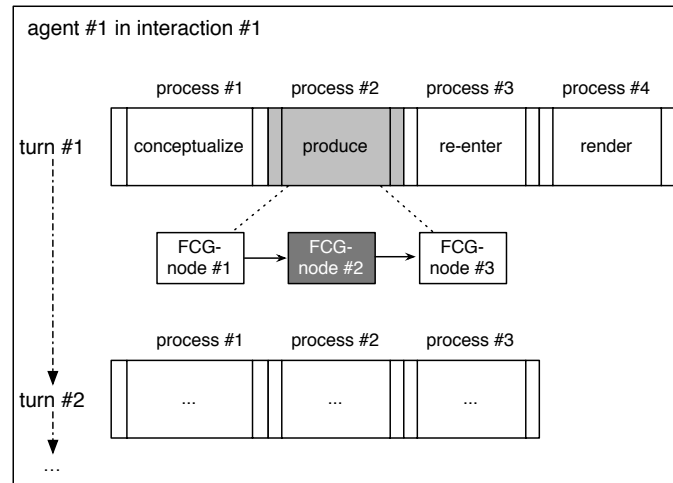 agent #1 in interaction #1
process #1 process #2 process #3 process #4
turn #1 conceptualize produce re-enter render
FCG- FCG- FCG-
node #1 node #2 node #3
process #1 process #2 process #3
turn #2 ... ... ...
...